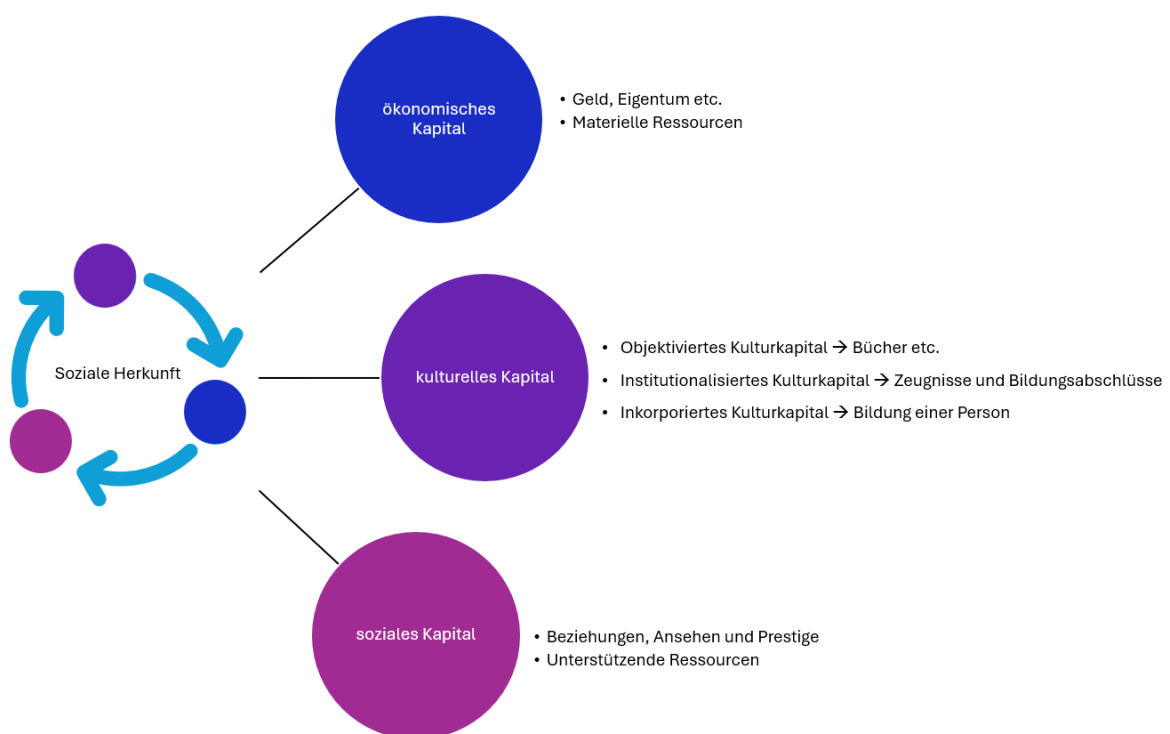 ökonomisches
Kapital
• Geld, Eigentum etc.
• Materielle Ressourcen
Soziale Herkunft
kulturelles Kapital
• Objektiviertes Kulturkapital → Bücher etc.
• Institutionalisiertes Kulturkapital → Zeugnisse und Bildungsabschlüsse
• Inkorporiertes Kulturkapital → Bildung einer Person
soziales Kapital
• Beziehungen, Ansehen und Prestige
• Unterstützende Ressourcen